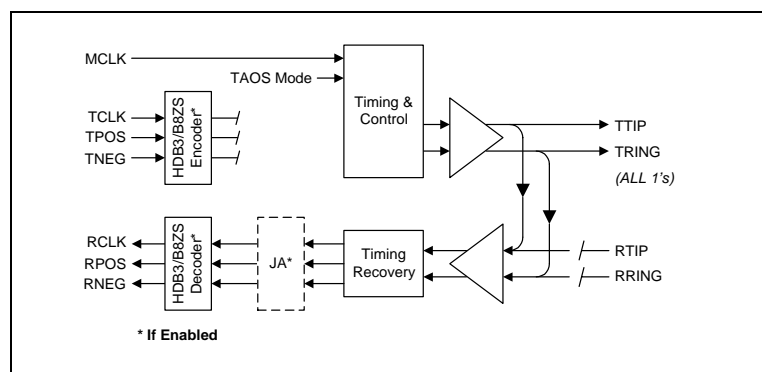 MCLK
TAOS Mode
Timing &
Control
TCLK
TPOS
TNEG
HDB3/B8ZS
Encoder*
TTIP
TRING
(ALL 1's)
RCLK
RPOS
RNEG
HDB3/B8ZS
Decoder*
JA*
Timing
Recovery
RTIP
RRING
* If Enabled